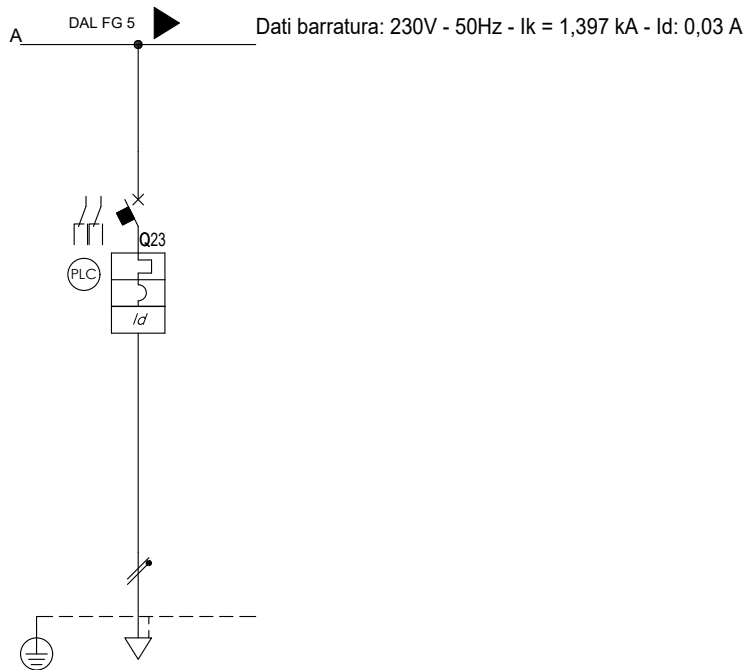 DAL FG 5
Dati barratura: 230V - 50Hz - Ik = 1,397 kA - Id: 0,03 A
A
Q23
PLC
Id